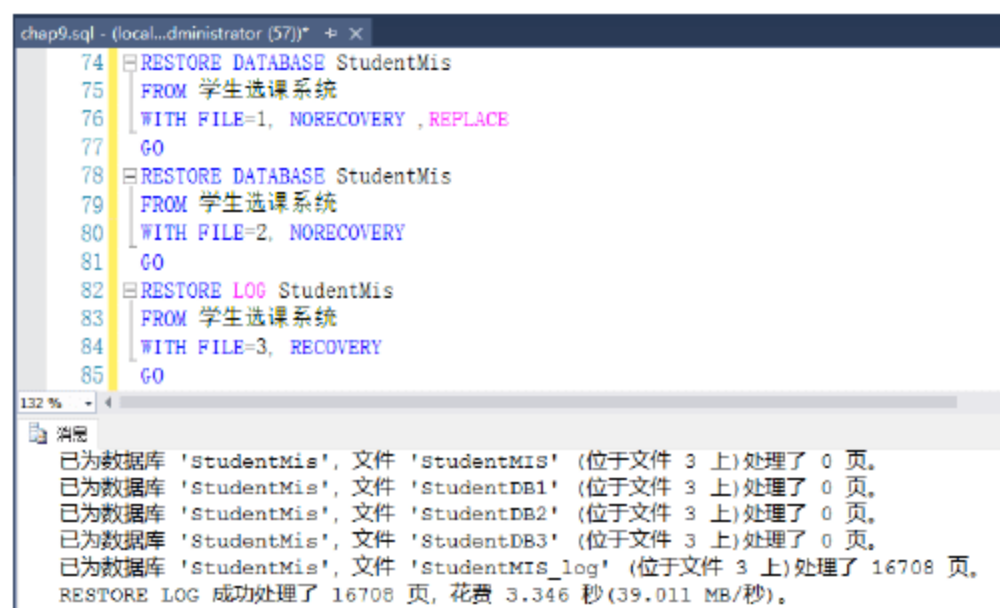 chap9.sql - (local...dministrator (57))*
74 RESTORE DATABASE StudentMis
75 FROM 学生选课系统
76 WITH FILE=1, NORECOVERY ,REPLACE
77 GO
78 RESTORE DATABASE StudentMis
79 FROM 学生选课系统
80 WITH FILE=2, NORECOVERY
81 GO
82 RESTORE LOG StudentMis
83 FROM 学生选课系统
84 WITH FILE=3, RECOVERY
85 GO
132 %
消息
已为数据库 'StudentMis', 文件 'StudentMIS' (位于文件 3 上)处理了 0 页。
已为数据库 'StudentMis', 文件 'StudentDB1' (位于文件 3 上)处理了 0 页。
已为数据库 'StudentMis', 文件 'StudentDB2' (位于文件 3 上)处理了 0 页。
已为数据库 'StudentMis', 文件 'StudentDB3' (位于文件 3 上)处理了 0 页。
已为数据库 'StudentMis', 文件 'StudentMIS_log' (位于文件 3 上)处理了 16708 页。
RESTORE LOG 成功处理了 16708 页, 花费 3.346 秒(39.011 MB/秒)。